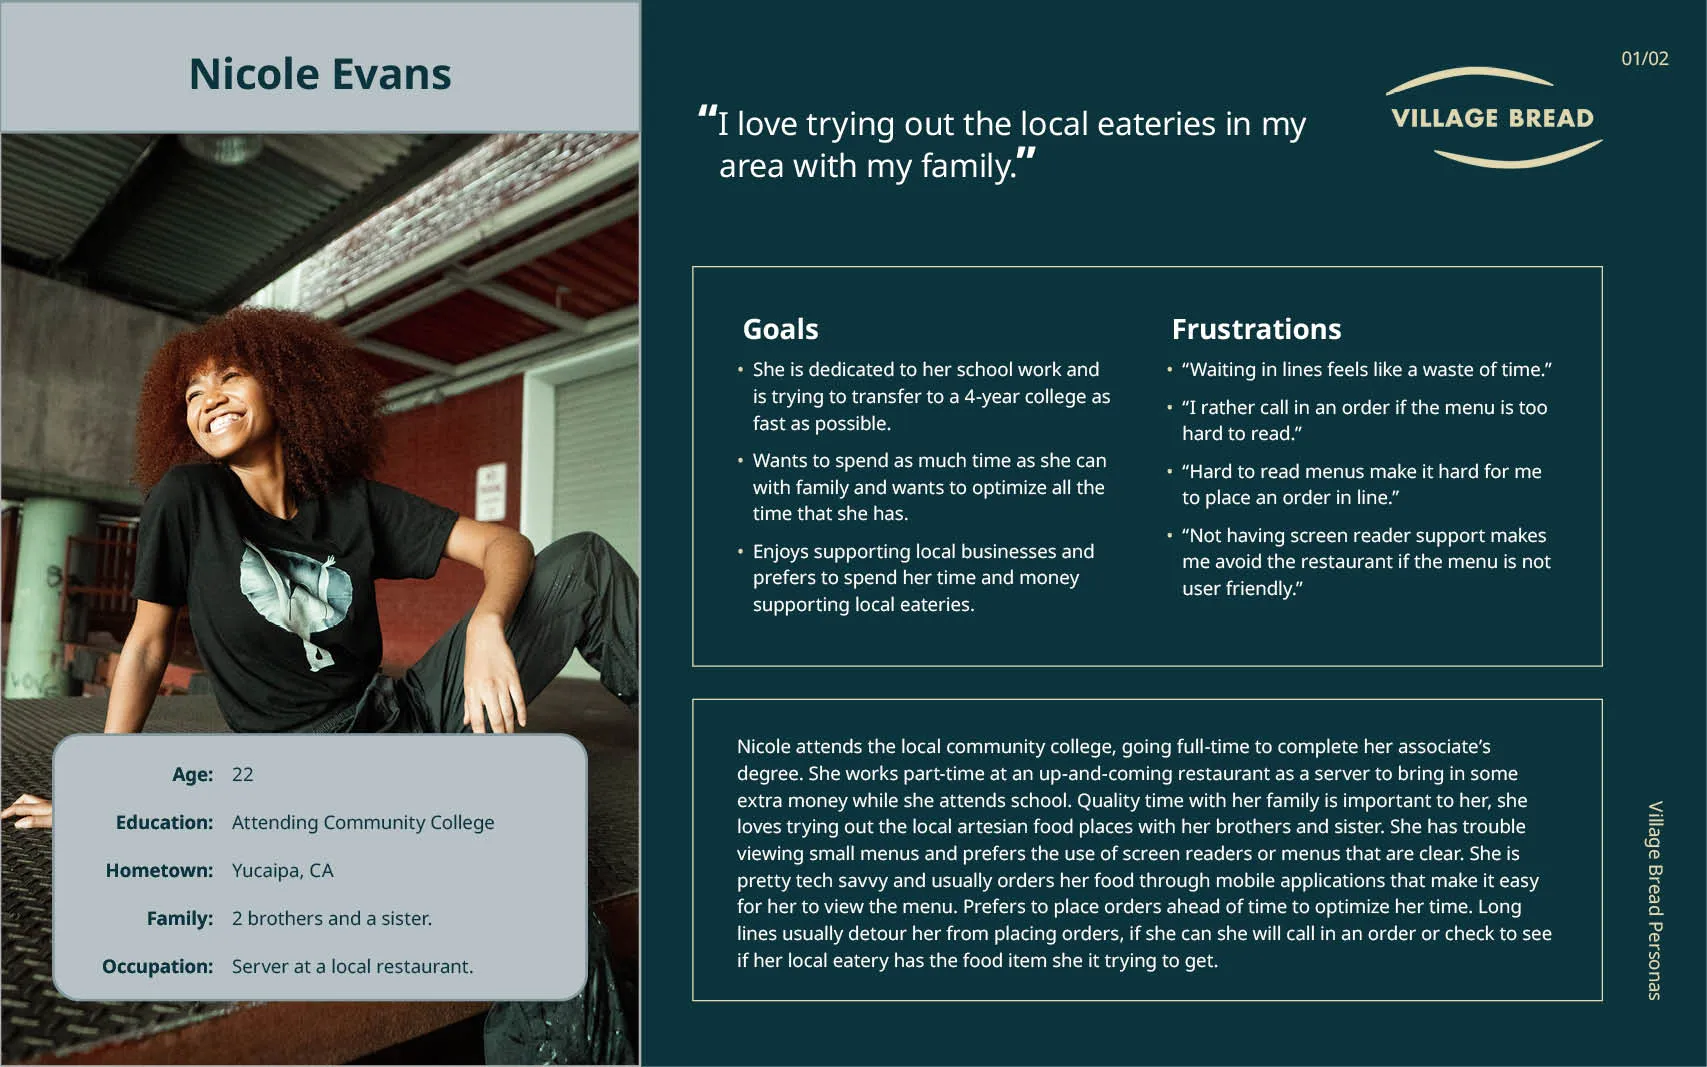 Nicole Evans
Age: 22
Education: Attending Community College
Hometown: Yucaipa, CA
Family: 2 brothers and a sister.
Occupation: Server at a local restaurant.
01/02
VILLAGE BREAD
“I love trying out the local eateries in my
area with my family.”
Goals
• She is dedicated to her school work and
is trying to transfer to a 4-year college as
fast as possible.
• Wants to spend as much time as she can
with family and wants to optimize all the
time that she has.
• Enjoys supporting local businesses and
prefers to spend her time and money
supporting local eateries.
Frustrations
• “Waiting in lines feels like a waste of time.”
• “I rather call in an order if the menu is too
hard to read.”
• “Hard to read menus make it hard for me
to place an order in line.”
• “Not having screen reader support makes
me avoid the restaurant if the menu is not
user friendly.”
Nicole attends the local community college, going full-time to complete her associate’s
degree. She works part-time at an up-and-coming restaurant as a server to bring in some
extra money while she attends school. Quality time with her family is important to her, she
loves trying out the local artesian food places with her brothers and sister. She has trouble
viewing small menus and prefers the use of screen readers or menus that are clear. She is
pretty tech savvy and usually orders her food through mobile applications that make it easy
for her to view the menu. Prefers to place orders ahead of time to optimize her time. Long
lines usually detour her from placing orders, if she can she will call in an order or check to see
if her local eatery has the food item she it trying to get.
Village Bread Personas